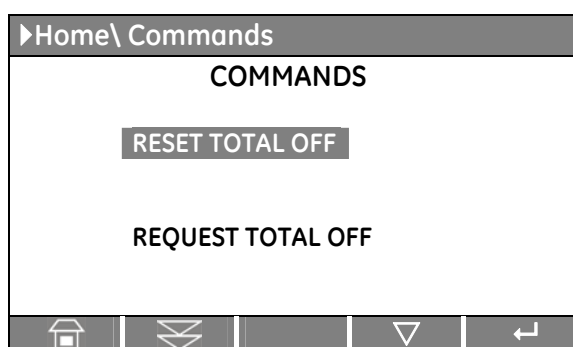 Home\ Commands
COMMANDS
RESET TOTAL OFF
REQUEST TOTAL OFF